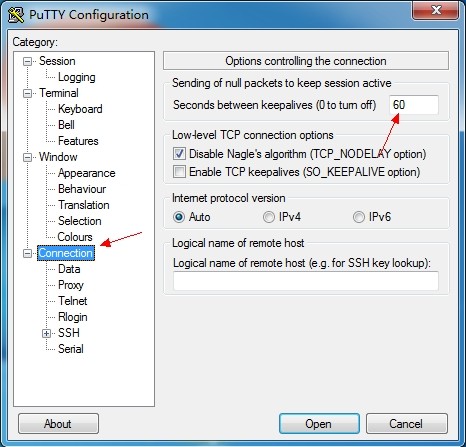 PuTTY Configuration
Category:
Session
Logging
Terminal
Keyboard
Bell
Features
Window
Appearance
Behaviour
Translation
Selection
Colours
Connection
Data
Proxy
Telnet
Rlogin
SSH
Serial
Options controlling the connection
Sending of null packets to keep session active
Seconds between keepalives (0 to turn off) 60
Low-level TCP connection options
Disable Nagle's algorithm (TCP_NODELAY option)
Enable TCP keepalives (SO_KEEPALIVE option)
Internet protocol version
Auto IPv4 IPv6
Logical name of remote host
Logical name of remote host (e.g. for SSH key lookup):
About Open Cancel